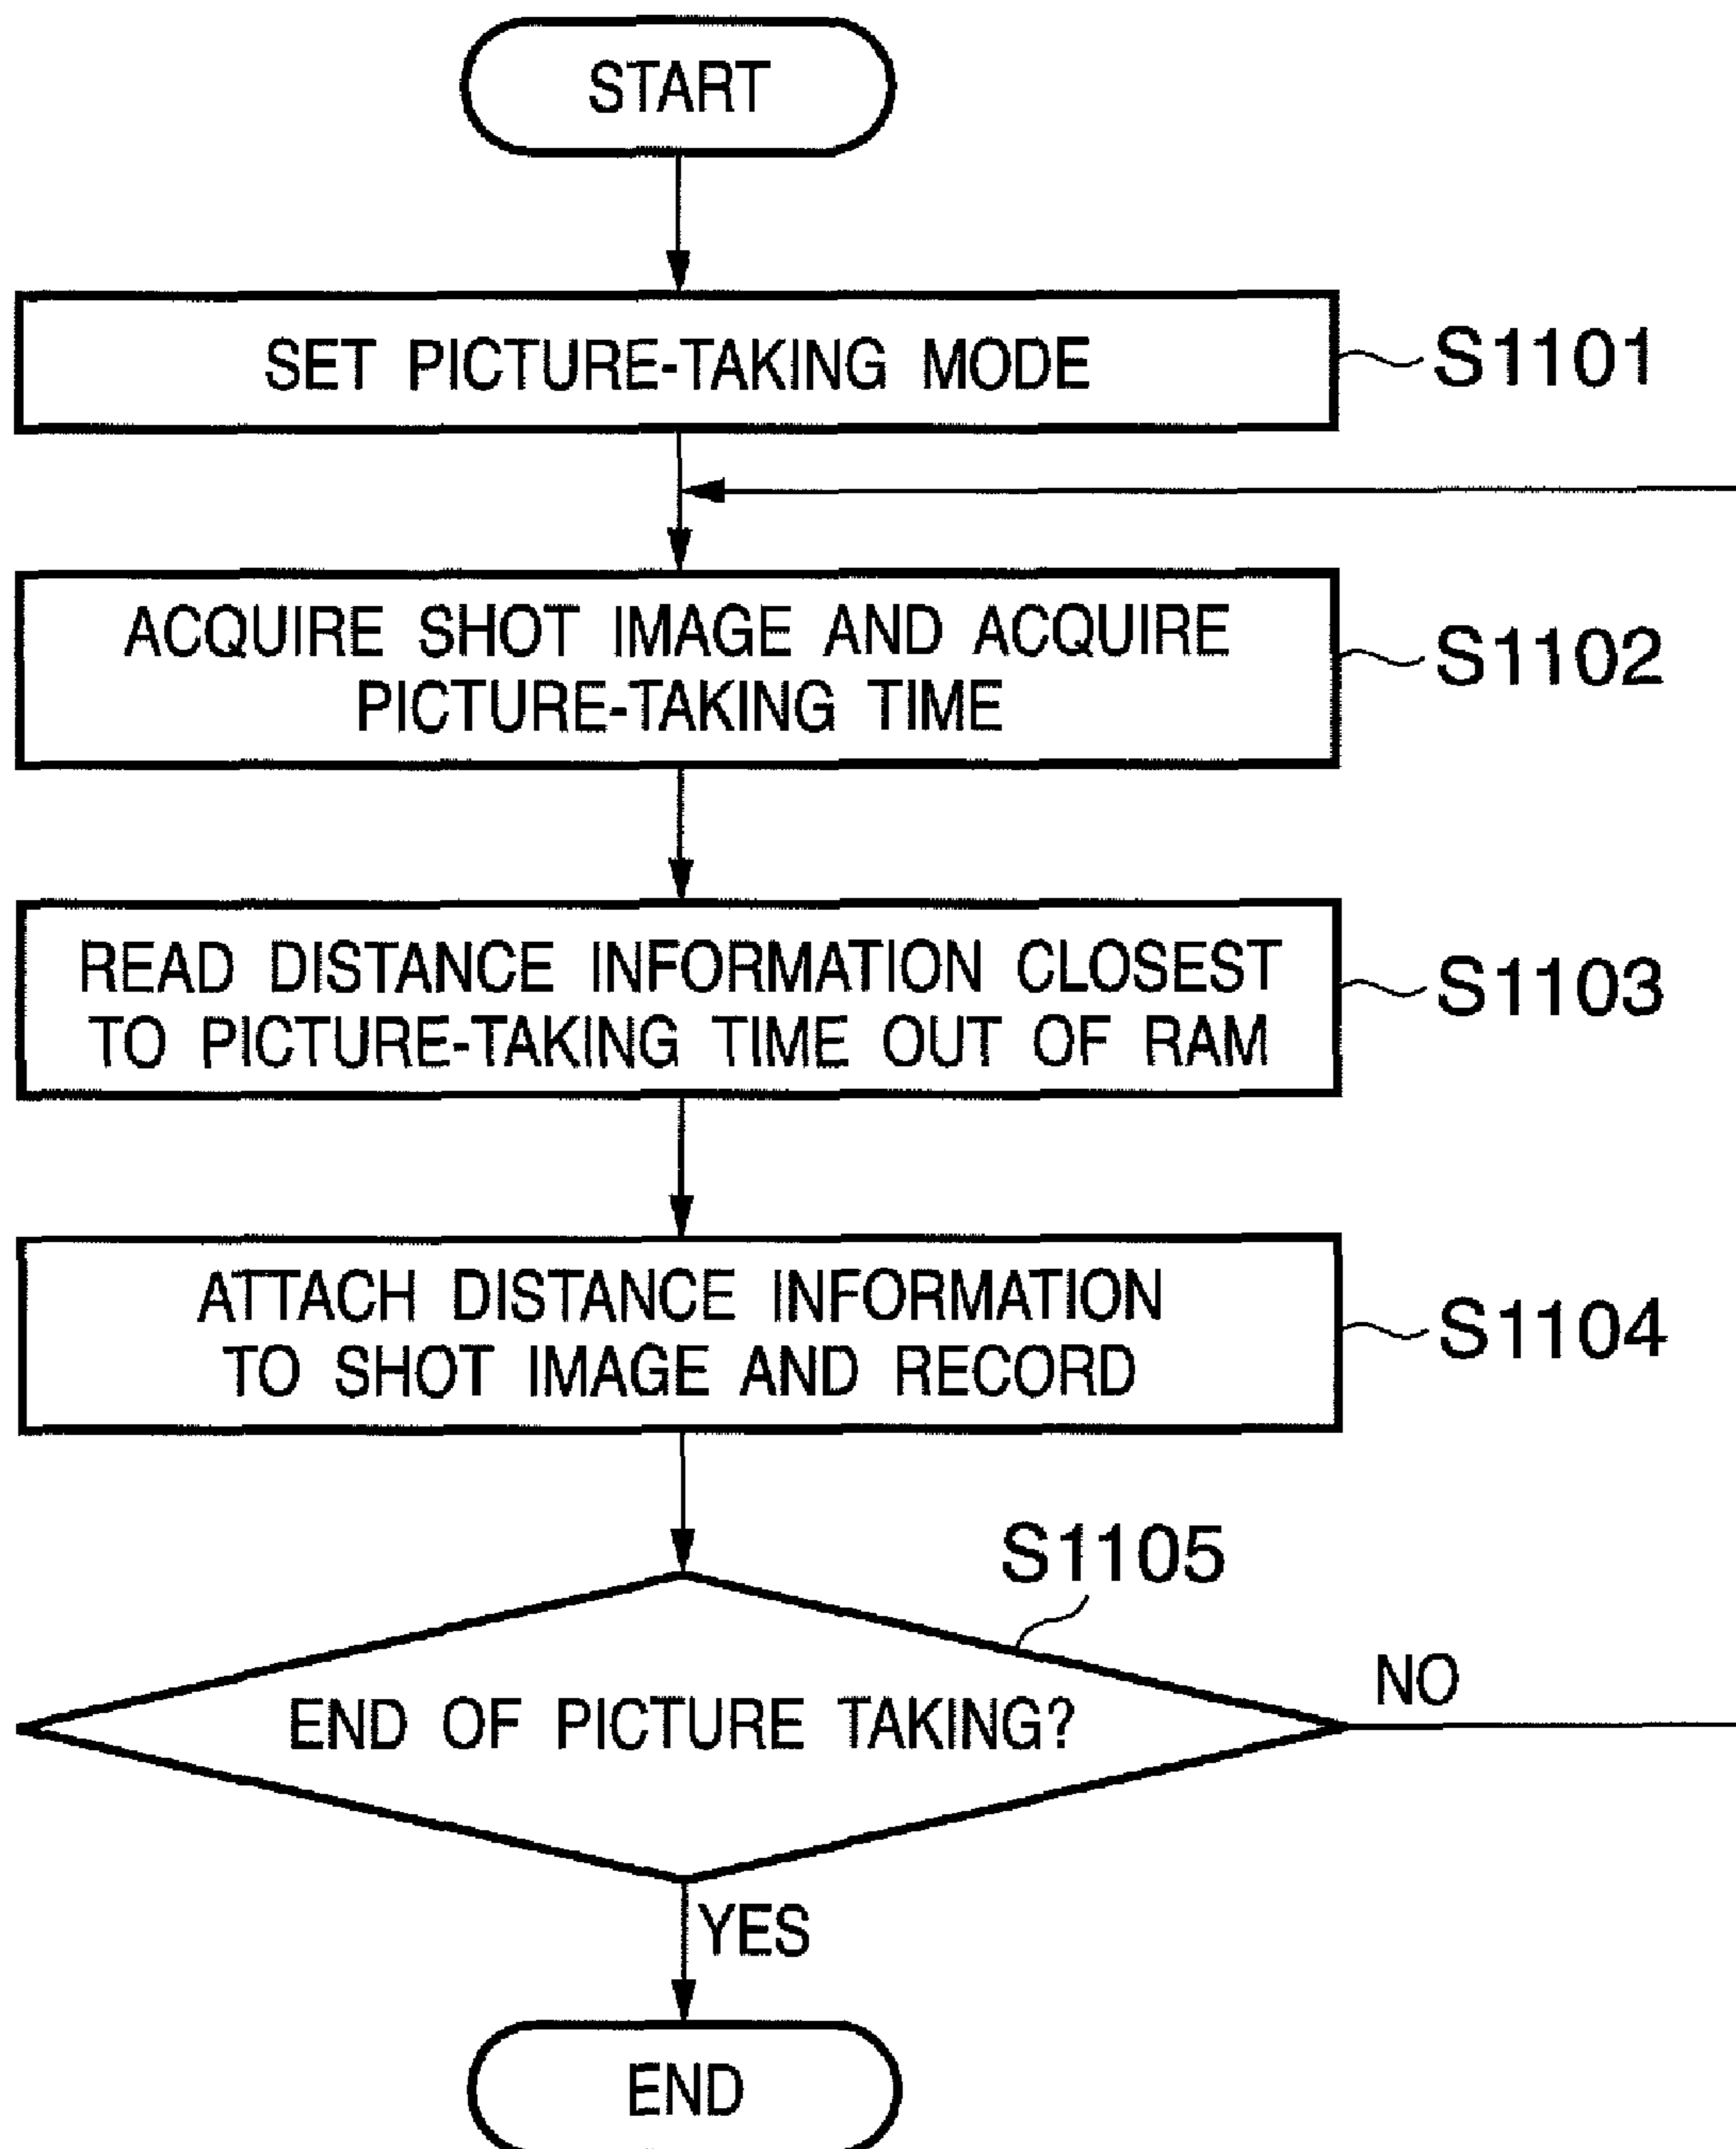 START
SET PICTURE-TAKING MODE
S1101
ACQUIRE SHOT IMAGE AND ACQUIRE
PICTURE-TAKING TIME
S1102
READ DISTANCE INFORMATION CLOSEST
TO PICTURE-TAKING TIME OUT OF RAM
S1103
ATTACH DISTANCE INFORMATION
TO SHOT IMAGE AND RECORD
S1104
S1105
END OF PICTURE TAKING?
NO
YES
END